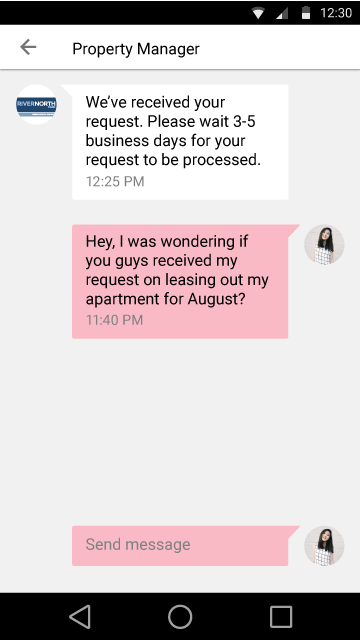 12:30
Property Manager
RIVERNORTH
We've received your
request. Please wait 3-5
business days for your
request to be processed.
12:25 PM
Hey, I was wondering if
you guys received my
request on leasing out my
apartment for August?
11:40 PM
Send message